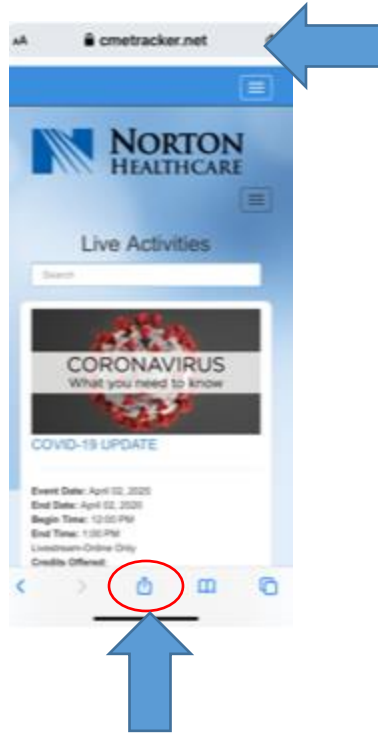 AA cmetracker.net
NORTON
HEALTHCARE
Live Activities
Search
CORONAVIRUS
What you need to know
COVID-19 UPDATE
Event Date: April 02, 2020
End Date: April 02, 2020
Begin Time: 12:00 PM
End Time: 1:00 PM
Livestream-Online Only
Credits Offered: